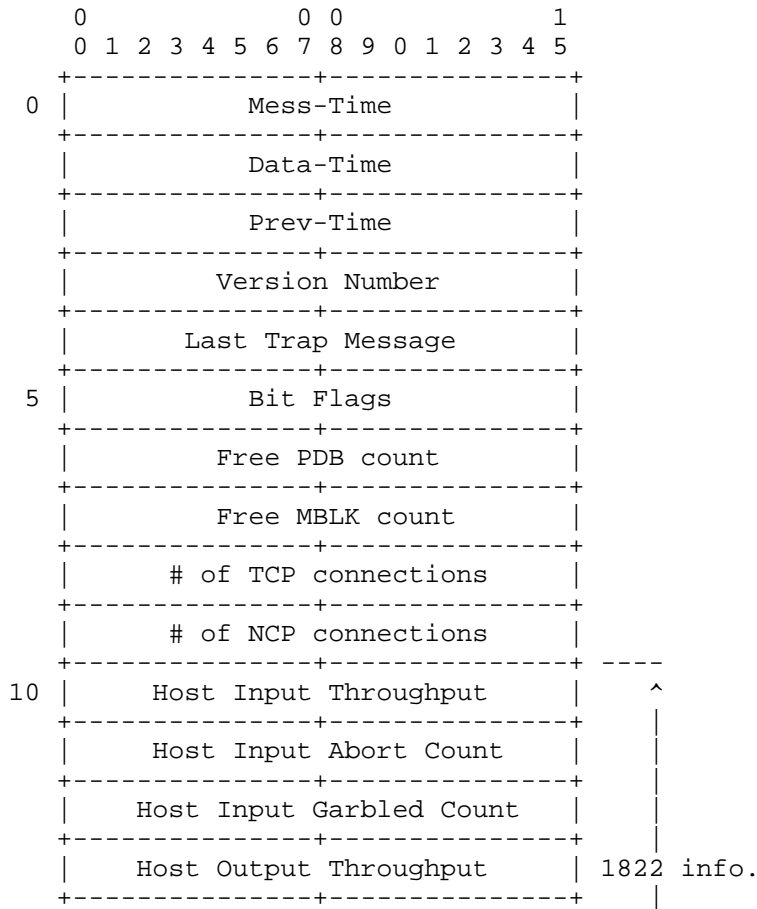 0 0 0 1
0 1 2 3 4 5 6 7 8 9 0 1 2 3 4 5
+---------------+---------------+
0 | Mess-Time |
+---------------+---------------+
| Data-Time |
+---------------+---------------+
| Prev-Time |
+---------------+---------------+
| Version Number |
+---------------+---------------+
| Last Trap Message |
+---------------+---------------+
5 | Bit Flags |
+---------------+---------------+
| Free PDB count |
+---------------+---------------+
| Free MBLK count |
+---------------+---------------+
| # of TCP connections |
+---------------+---------------+
| # of NCP connections |
+---------------+---------------+ ----
10 | Host Input Throughput | ^
+---------------+---------------+ |
| Host Input Abort Count | |
+---------------+---------------+ |
| Host Input Garbled Count | |
+---------------+---------------+ |
| Host Output Throughput | 1822 info.
+---------------+---------------+ |